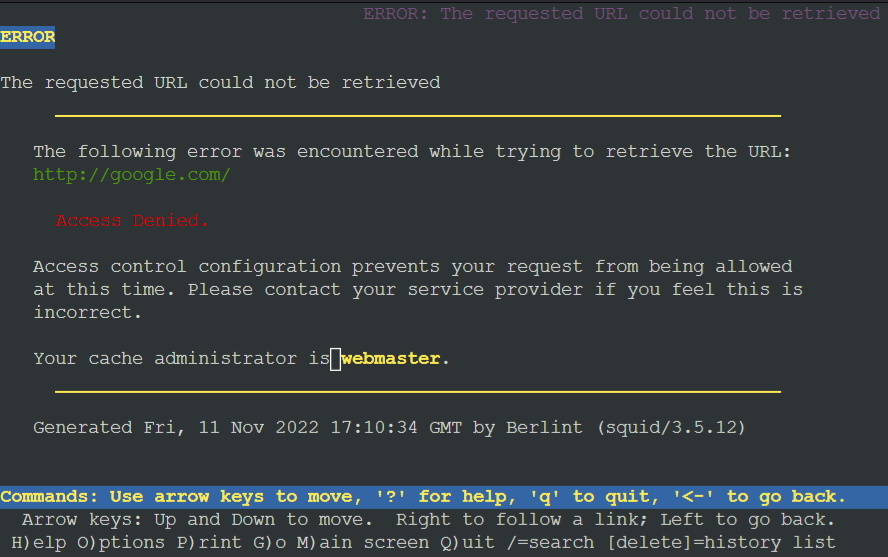 ERROR: The requested URL could not be retrieved
ERROR
The requested URL could not be retrieved
The following error was encountered while trying to retrieve the URL:
http://google.com/
Access Denied.
Access control configuration prevents your request from being allowed
at this time. Please contact your service provider if you feel this is
incorrect.
Your cache administrator is webmaster.
Generated Fri, 11 Nov 2022 17:10:34 GMT by Berlint (squid/3.5.12)
Commands: Use arrow keys to move, '?' for help, 'q' to quit, '<-' to go back.
Arrow keys: Up and Down to move. Right to follow a link; Left to go back.
H)elp O)ptions P)rint G)o M)ain screen Q)uit /=search [delete]=history list